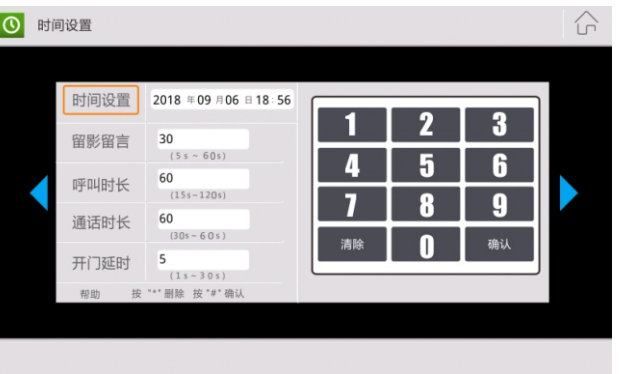 时间设置
时间设置 2018 年 09 月 06 日 18:56
留影留言 30
(5s ~ 60s)
呼叫时长 60
(15s~120s)
通话时长 60
(30s~60s)
开门延时 5
(1s~30s)
帮助 按 "*" 删除 按 "#" 确认
1 2 3
4 5 6
7 8 9
清除 0 确认